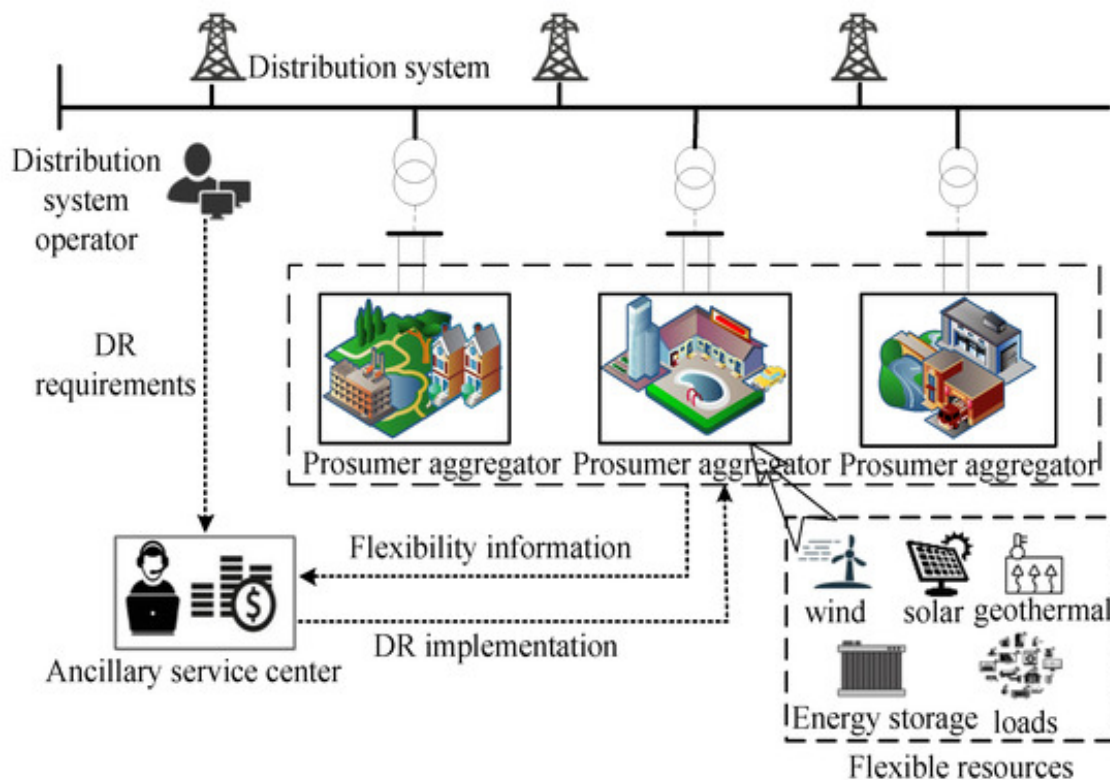 Distribution system
Distribution
system
operator
DR
requirements
Prosumer aggregator
Prosumer aggregator
Prosumer aggregator
Flexibility information
DR implementation
$
Ancillary service center
wind
solar
geothermal
Energy storage
loads
Flexible resources